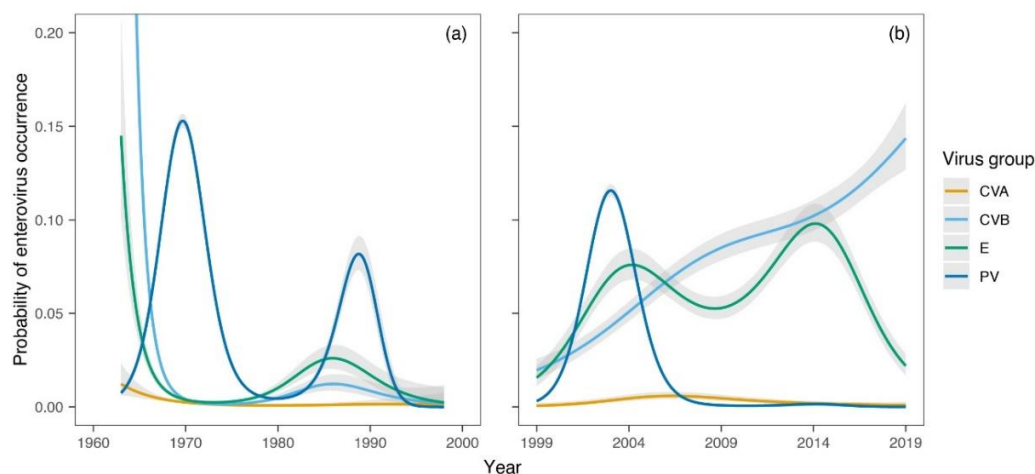 Probability of enterovirus occurrence
0.20
0.15
0.10
0.05
0.00
(a)
1960 1970 1980 1990 2000
(b)
1999 2004 2009 2014 2019
Year
Virus group
CVA
CVB
E
PV